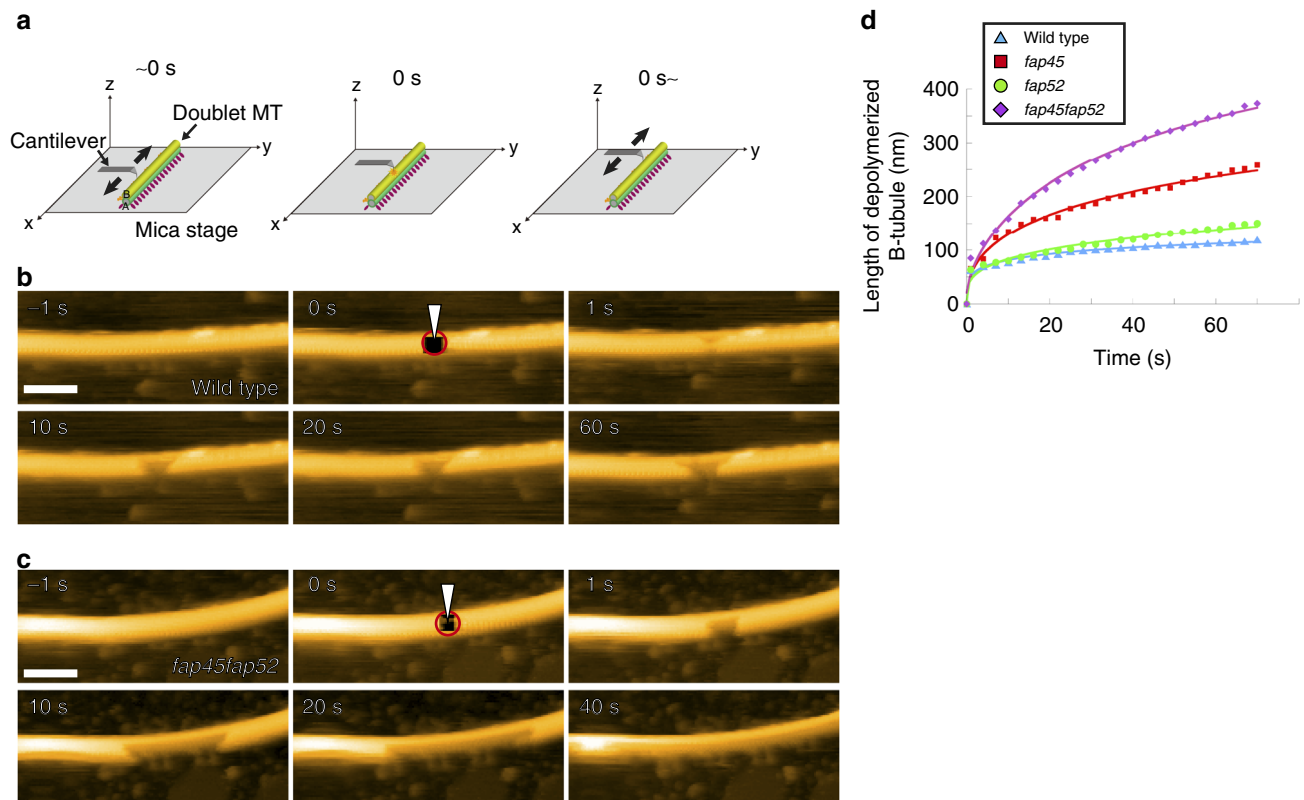 a
~0 s
0 s
0 s~
z
z
z
Doublet MT
Cantilever
y
y
y
B
A
x
x
x
Mica stage
b
–1 s
0 s
1 s
Wild type
10 s
20 s
60 s
c
–1 s
0 s
1 s
fap45fap52
10 s
20 s
40 s
d
Wild type
fap45
fap52
fap45fap52
Length of depolymerized
B-tubule (nm)
400
300
200
100
0
0
20
40
60
Time (s)